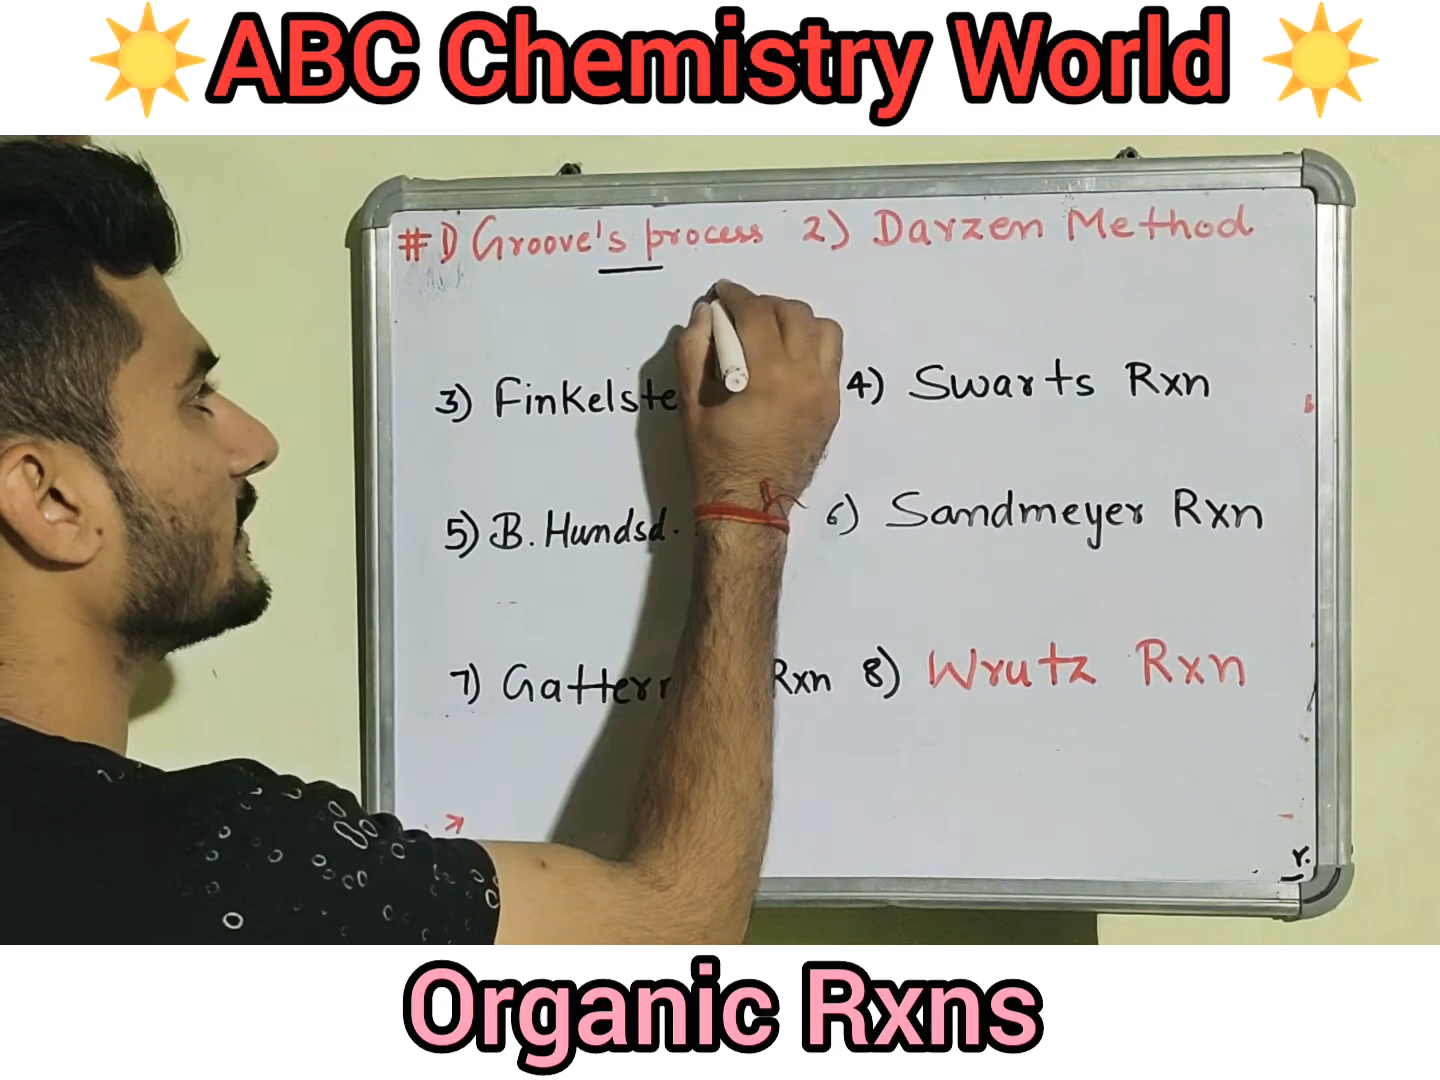 ABC Chemistry World
#1) Groove's process 2) Darzen Method
3) Finkelste 4) Swarts Rxn
5) B. Hundsd. 6) Sandmeyer Rxn
7) Gatterr Rxn 8) Wrutz Rxn
Y.
Organic Rxns